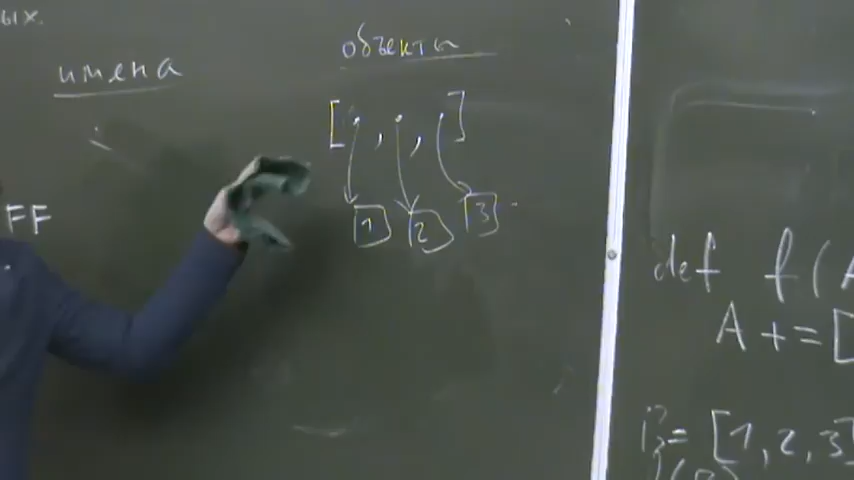 ых.
имена
объекты
[ , , ]
1 2 3
FF
def f(A
A += [
= [1, 2, 3]